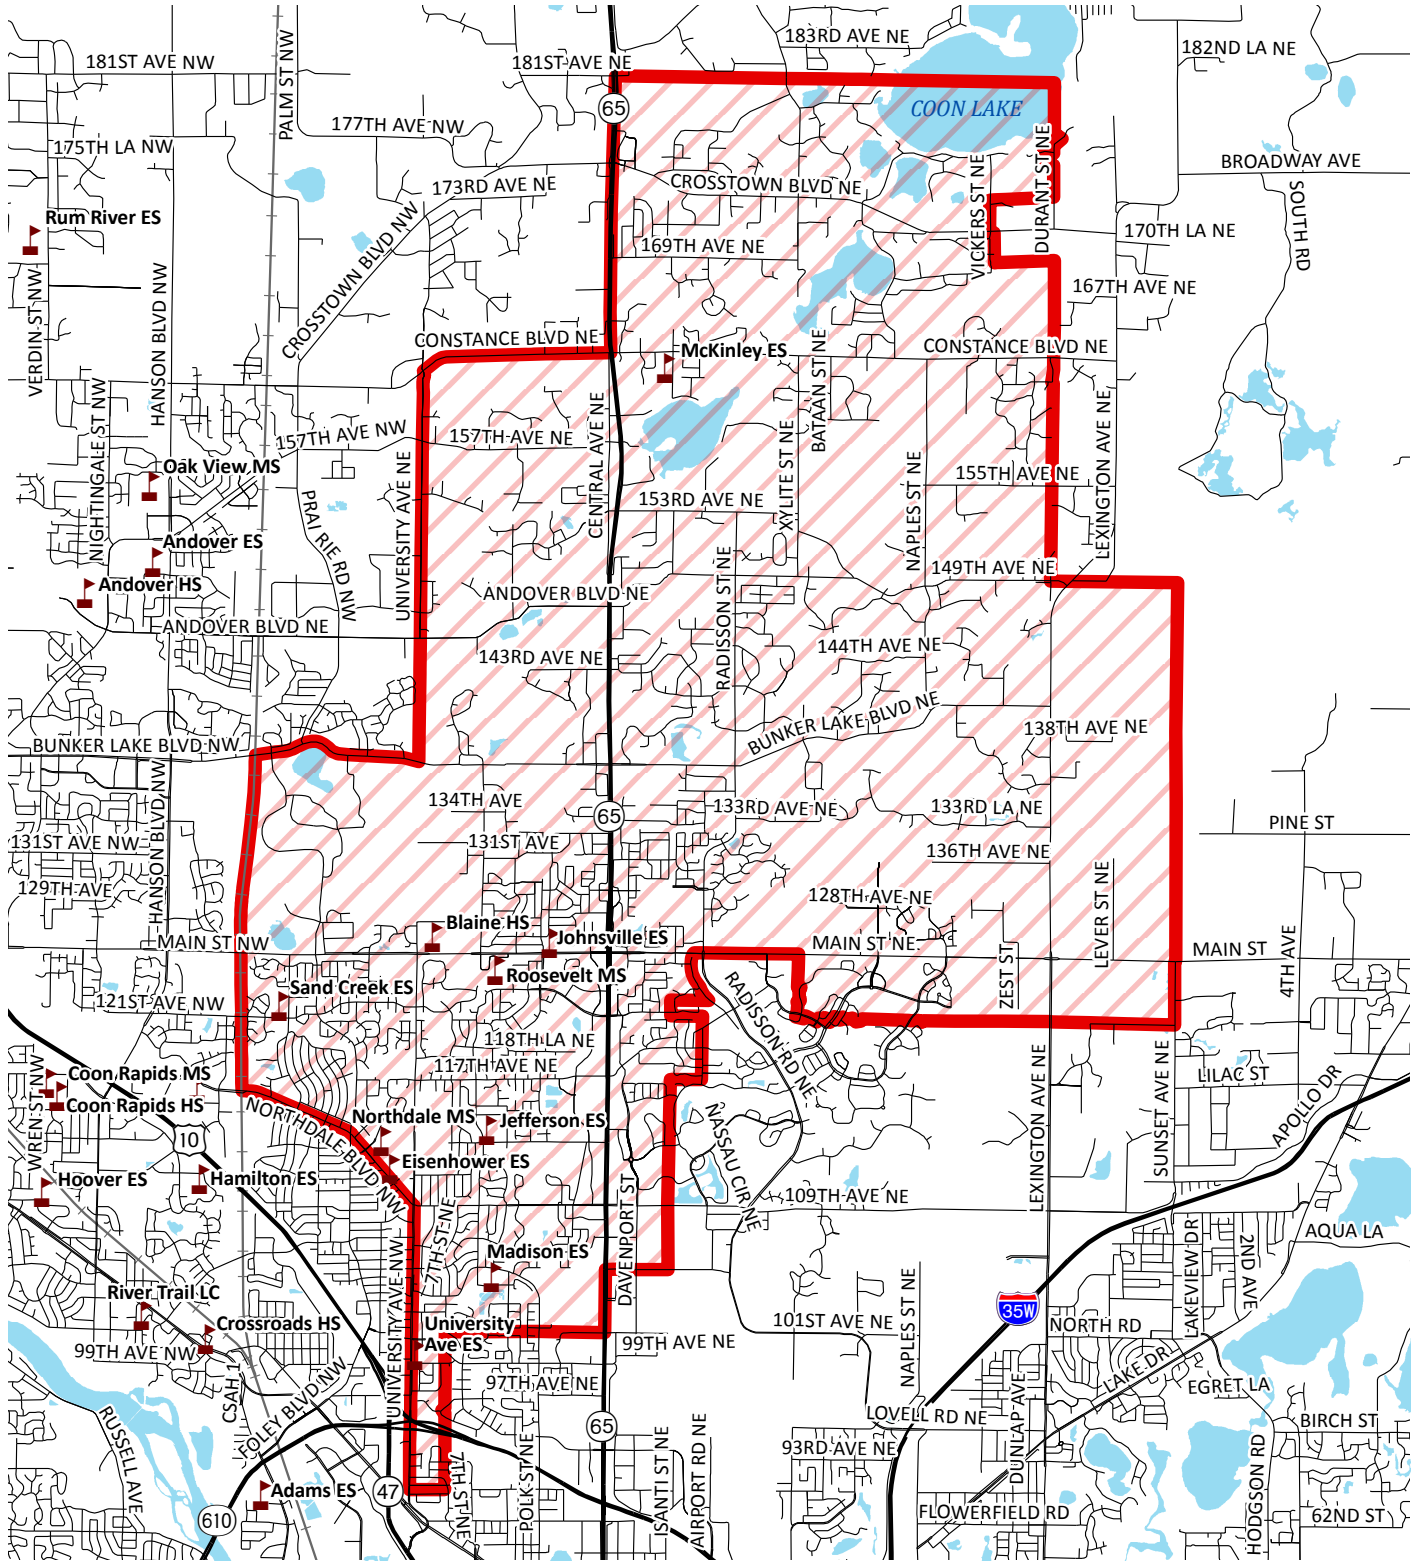 183RD AVE NE
182ND LA NE
181ST AVE NW
PALM ST NW
181ST AVE NE
65
COON LAKE
177TH AVE NW
175TH LA NW
DURANT ST NE
BROADWAY AVE
173RD AVE NE
CROSSTOWN BLVD NE
VICKERS ST NE
SOUTH RD
Rum River ES
CROSSTOWN BLVD NW
169TH AVE NE
170TH LA NE
167TH AVE NE
VERDIN ST NW
HANSON BLVD NW
CONSTANCE BLVD NE
McKinley ES
BATAAN ST NE
CONSTANCE BLVD NE
NIGHTINGALE ST NW
157TH AVE NW
157TH AVE NE
CENTRAL AVE NE
XYLITE ST NE
NAPLES ST NE
155TH AVE NE
LEXINGTON AVE NE
Oak View MS
UNIVERSITY AVE NE
153RD AVE NE
PRAI RIE RD NW
Andover ES
RADISSON ST NE
149TH AVE NE
Andover HS
ANDOVER BLVD NE
ANDOVER BLVD NE
143RD AVE NE
144TH AVE NE
BUNKER LAKE BLVD NE
138TH AVE NE
BUNKER LAKE BLVD NW
HANSON BLVD NW
134TH AVE
65
133RD AVE NE
133RD LA NE
PINE ST
131ST AVE NW
131ST AVE
136TH AVE NE
129TH AVE
128TH AVE NE
LEVER ST NE
Blaine HS
Johnsville ES
MAIN ST NW
MAIN ST NE
MAIN ST
4TH AVE
Roosevelt MS
ZEST ST
Sand Creek ES
RADISSON RD NE
121ST AVE NW
118TH LA NE
117TH AVE NE
WREN ST NW
Coon Rapids MS
LEXINGTON AVE NE
SUNSET AVE NE
LILAC ST
APOLLO DR
Coon Rapids HS
NORTHDALE BLVD NW
Northdale MS
Jefferson ES
NASSAU CIR NE
10
Eisenhower ES
Hoover ES
Hamilton ES
109TH AVE NE
7TH ST NE
DAVENPORT ST
AQUA LA
UNIVERSITY AVE NW
Madison ES
LAKEVIEW DR
2ND AVE
River Trail LC
NAPLES ST NE
35W
Crossroads HS
University
Ave ES
101ST AVE NE
NORTH RD
99TH AVE NW
99TH AVE NE
CSAH 1
FOLEY BLVD NW
97TH AVE NE
LAKE DR
EGRET LA
RUSSELL AVE
65
LOVELL RD NE
DUNLAP AVE
BIRCH ST
93RD AVE NE
HODGSON RD
Adams ES
47
7TH ST NE
POLK ST NE
ISANTI ST NE
AIRPORT RD NE
610
FLOWERFIELD RD
62ND ST